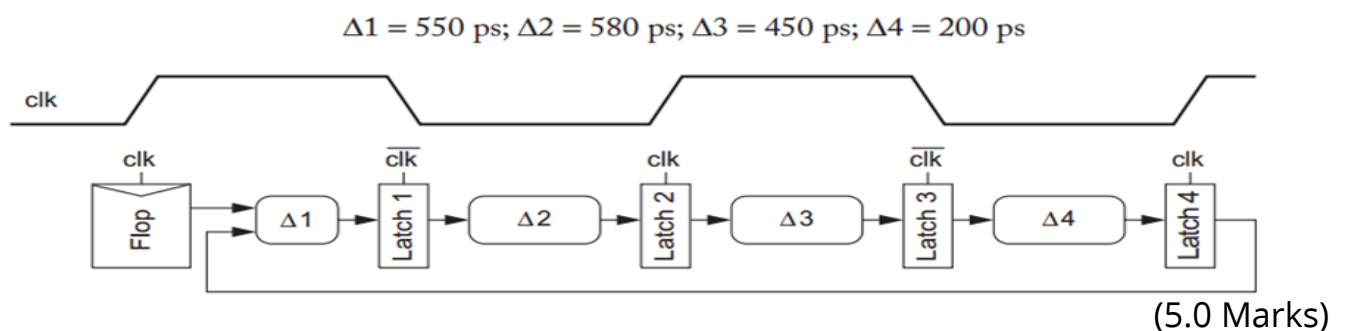 Δ1 = 550 ps; Δ2 = 580 ps; Δ3 = 450 ps; Δ4 = 200 ps
clk
clk clk clk clk clk
Flop Δ1 Latch 1 Δ2 Latch 2 Δ3 Latch 3 Δ4 Latch 4
(5.0 Marks)